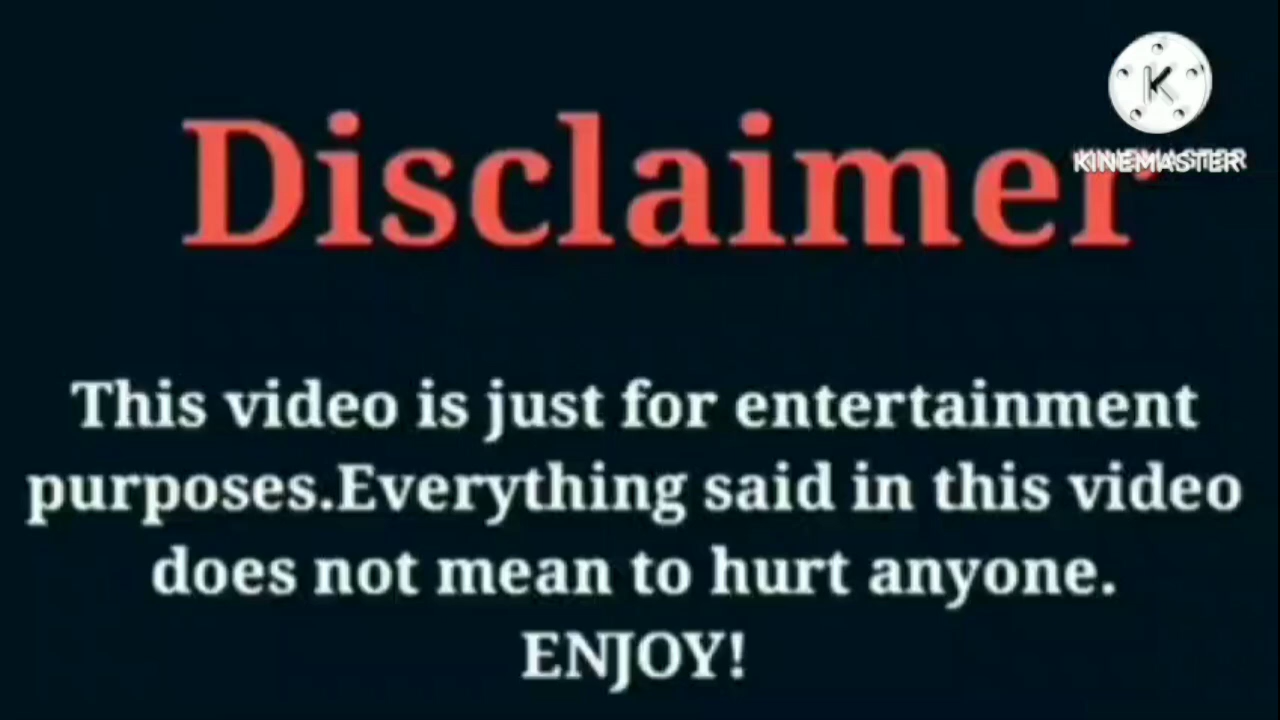 K
KINEMASTER
Disclaimer
This video is just for entertainment
purposes.Everything said in this video
does not mean to hurt anyone.
ENJOY!